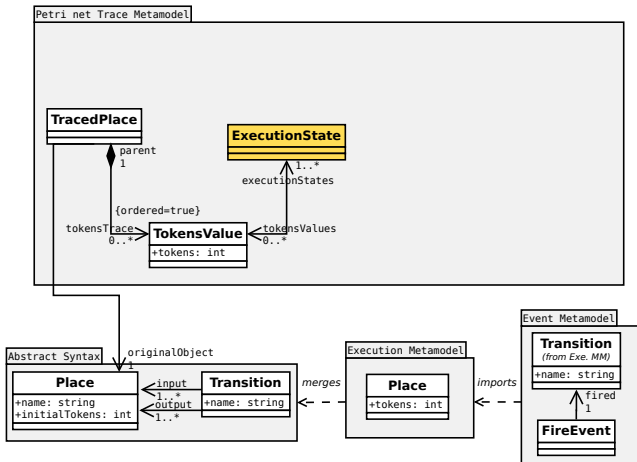 Petri net Trace Metamodel
TracedPlace
ExecutionState
parent
1
1..*
executionStates
{ordered=true}
tokensTrace
0..*
TokensValue
+tokens: int
tokensValues
0..*
Event Metamodel
Transition
(from Exe. MM)
+name: string
Abstract Syntax
originalObject
1
Execution Metamodel
Place
+name: string
+initialTokens: int
input
1..*
output
1..*
Transition
+name: string
merges
Place
+tokens: int
imports
fired
1
FireEvent